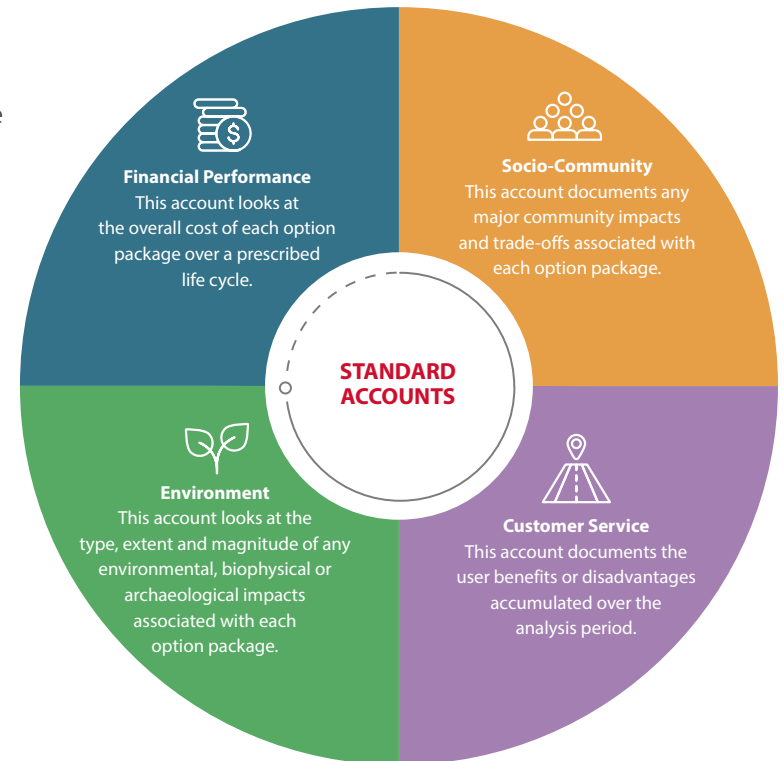 e
Financial Performance
This account looks at
the overall cost of each option
package over a prescribed
life cycle.
Socio-Community
This account documents any
major community impacts
and trade-offs associated with
each option package.
STANDARD
ACCOUNTS
Environment
This account looks at the
type, extent and magnitude of any
environmental, biophysical or
archaeological impacts
associated with each
option package.
Customer Service
This account documents the
user benefits or disadvantages
accumulated over the
analysis period.